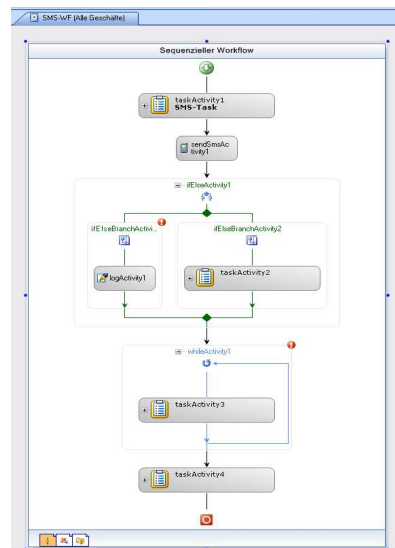 SMS-WF (Alle Geschäfte)
Sequenzieller Workflow
taskActivity1
SMS-Task
sendSmsAc
tivity1
ifElseActivity1
ifElseBranchActivi...
ifElseBranchActivity2
logActivity1
taskActivity2
whileActivity1
taskActivity3
taskActivity4